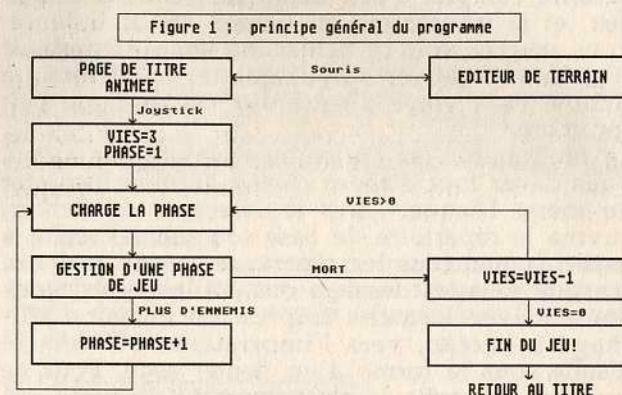 Figure 1 : principe général du programme
PAGE DE TITRE
ANIMEE
Souris
EDITEUR DE TERRAIN
Joystick
VIES=3
PHASE=1
CHARGE LA PHASE
VIES>0
GESTION D'UNE PHASE
DE JEU
MORT
VIES=VIES-1
PLUS D'ENNEMIS
VIES=0
PHASE=PHASE+1
FIN DU JEU!
RETOUR AU TITRE